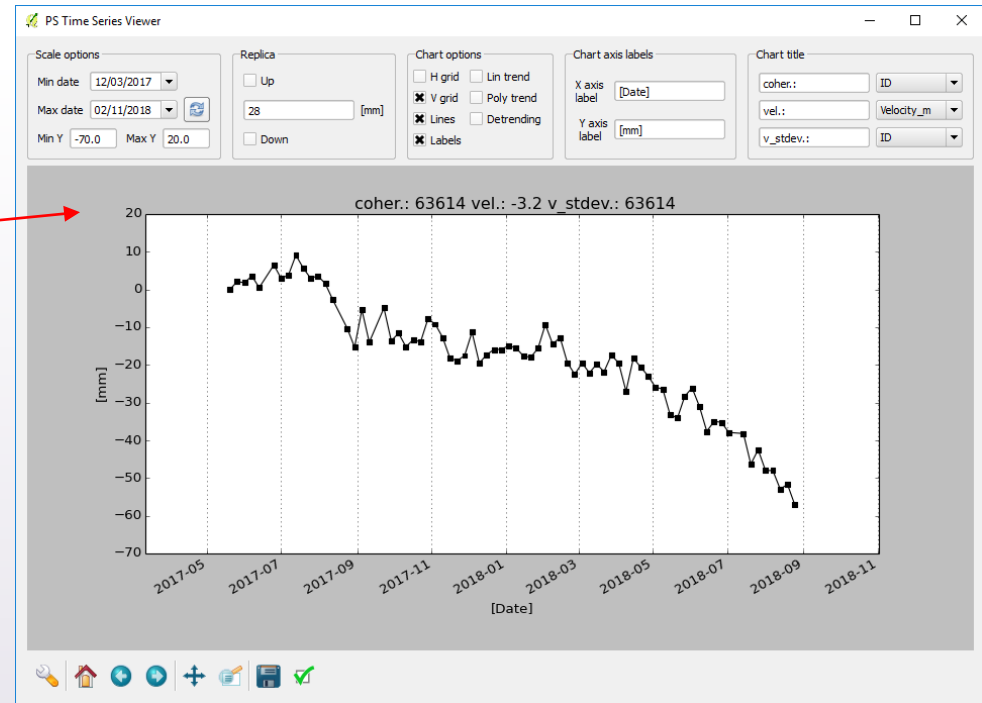 PS Time Series Viewer
Scale options
Min date 12/03/2017
Max date 02/11/2018
Min Y -70.0 Max Y 20.0
Replica
Up
28 [mm]
Down
Chart options
H grid Lin trend
V grid Poly trend
Lines Detrending
Labels
Chart axis labels
X axis
label [Date]
Y axis
label [mm]
Chart title
coher.: ID
vel.: Velocity_m
v_stdev.: ID
coher.: 63614 vel.: -3.2 v_stdev.: 63614
20
10
0
−10
−20
−30
−40
−50
−60
−70
[mm]
2017-05 2017-07 2017-09 2017-11 2018-01 2018-03 2018-05 2018-07 2018-09 2018-11
[Date]